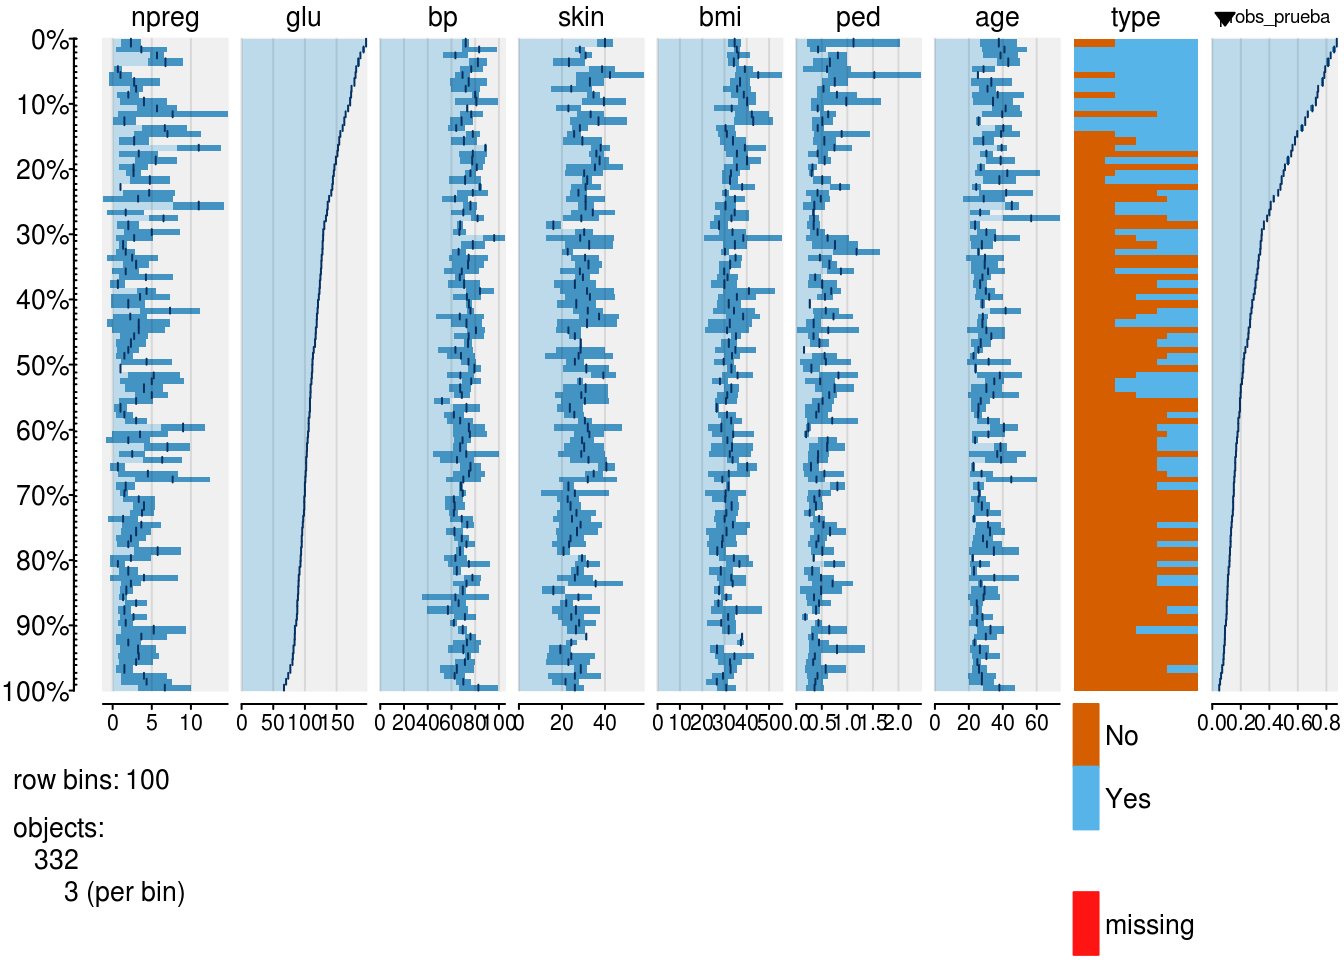 npreg glu bp skin bmi ped age type probs_prueba
0%
10%
20%
30%
40%
50%
60%
70%
80%
90%
100%
0 5 10 0 50 100 150 0 20 40 60 80 100 0 20 40 0 10 20 30 40 50 0.0 0.5 1.0 1.5 2.0 0 20 40 60 0.0 0.2 0.4 0.6 0.8
No
Yes
missing
row bins: 100
objects:
332
3 (per bin)